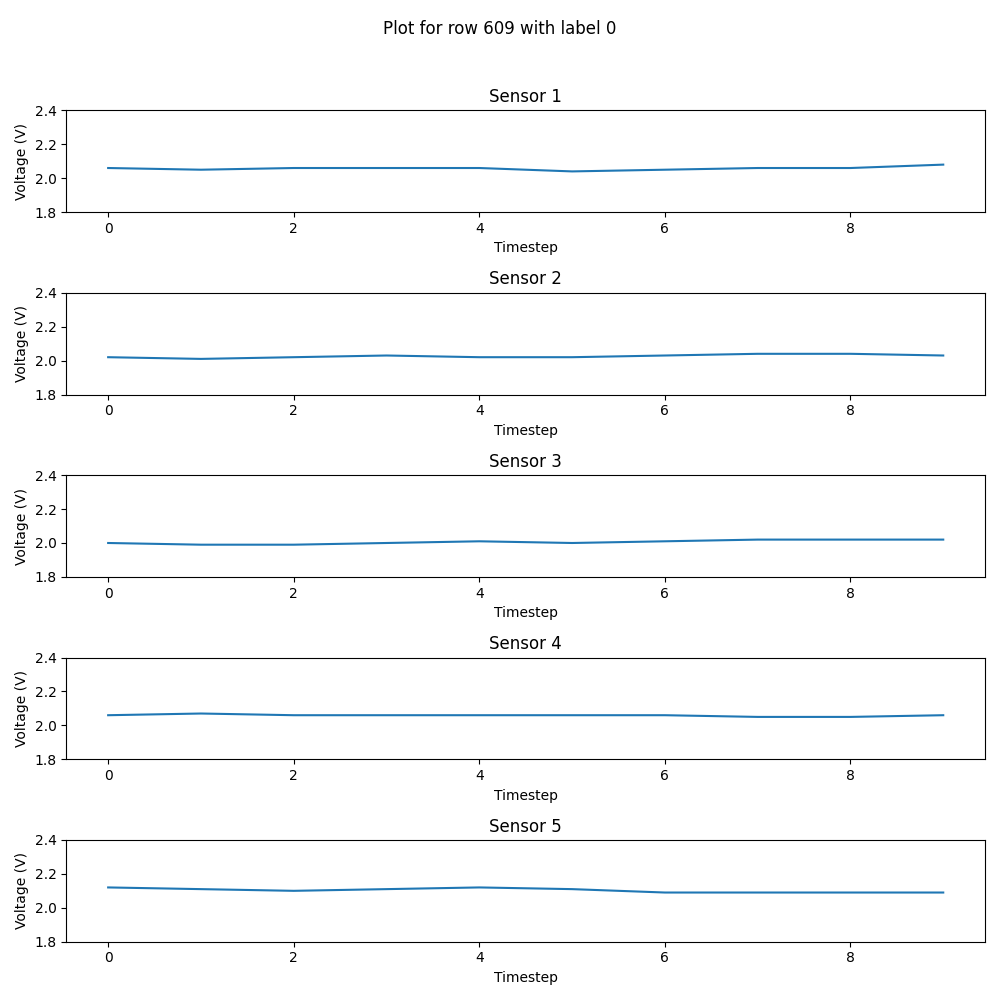 Plot for row 609 with label 0
Sensor 1
2.4
2.2
2.0
1.8
Voltage (V)
0 2 4 6 8
Timestep
Sensor 2
2.4
2.2
2.0
1.8
Voltage (V)
0 2 4 6 8
Timestep
Sensor 3
2.4
2.2
2.0
1.8
Voltage (V)
0 2 4 6 8
Timestep
Sensor 4
2.4
2.2
2.0
1.8
Voltage (V)
0 2 4 6 8
Timestep
Sensor 5
2.4
2.2
2.0
1.8
Voltage (V)
0 2 4 6 8
Timestep